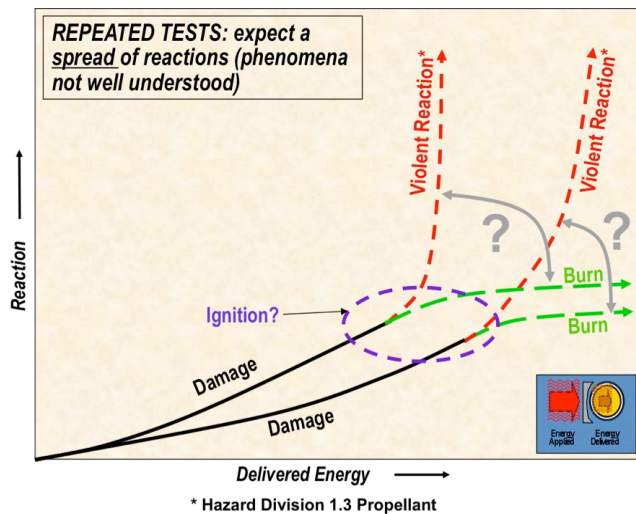 REPEATED TESTS: expect a
spread of reactions (phenomena
not well understood)
Violent Reaction*
Violent Reaction*
?
?
Reaction
Burn
Burn
Ignition?
Damage
Damage
Energy
Applied
Energy
Delivered
Delivered Energy
* Hazard Division 1.3 Propellant